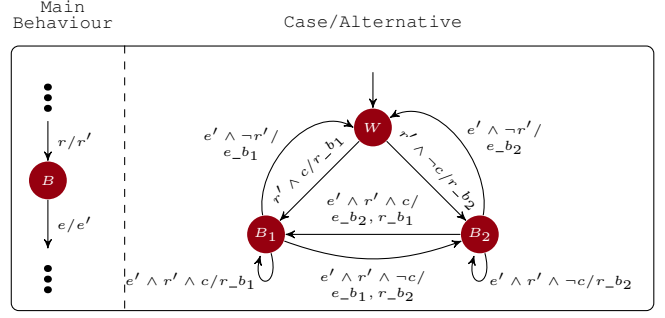 Main
Behaviour
Case/Alternative
r/r′
B
e/e′
W
e′ ∧ ¬r′/
e_b₁
r′ ∧ c/r_b₁
r′ ∧ ¬c/r_b₂
e′ ∧ ¬r′/
e_b₂
e′ ∧ r′ ∧ c/
e_b₂, r_b₁
B₁
B₂
e′ ∧ r′ ∧ c/r_b₁
e′ ∧ r′ ∧ ¬c/
e_b₁, r_b₂
e′ ∧ r′ ∧ ¬c/r_b₂